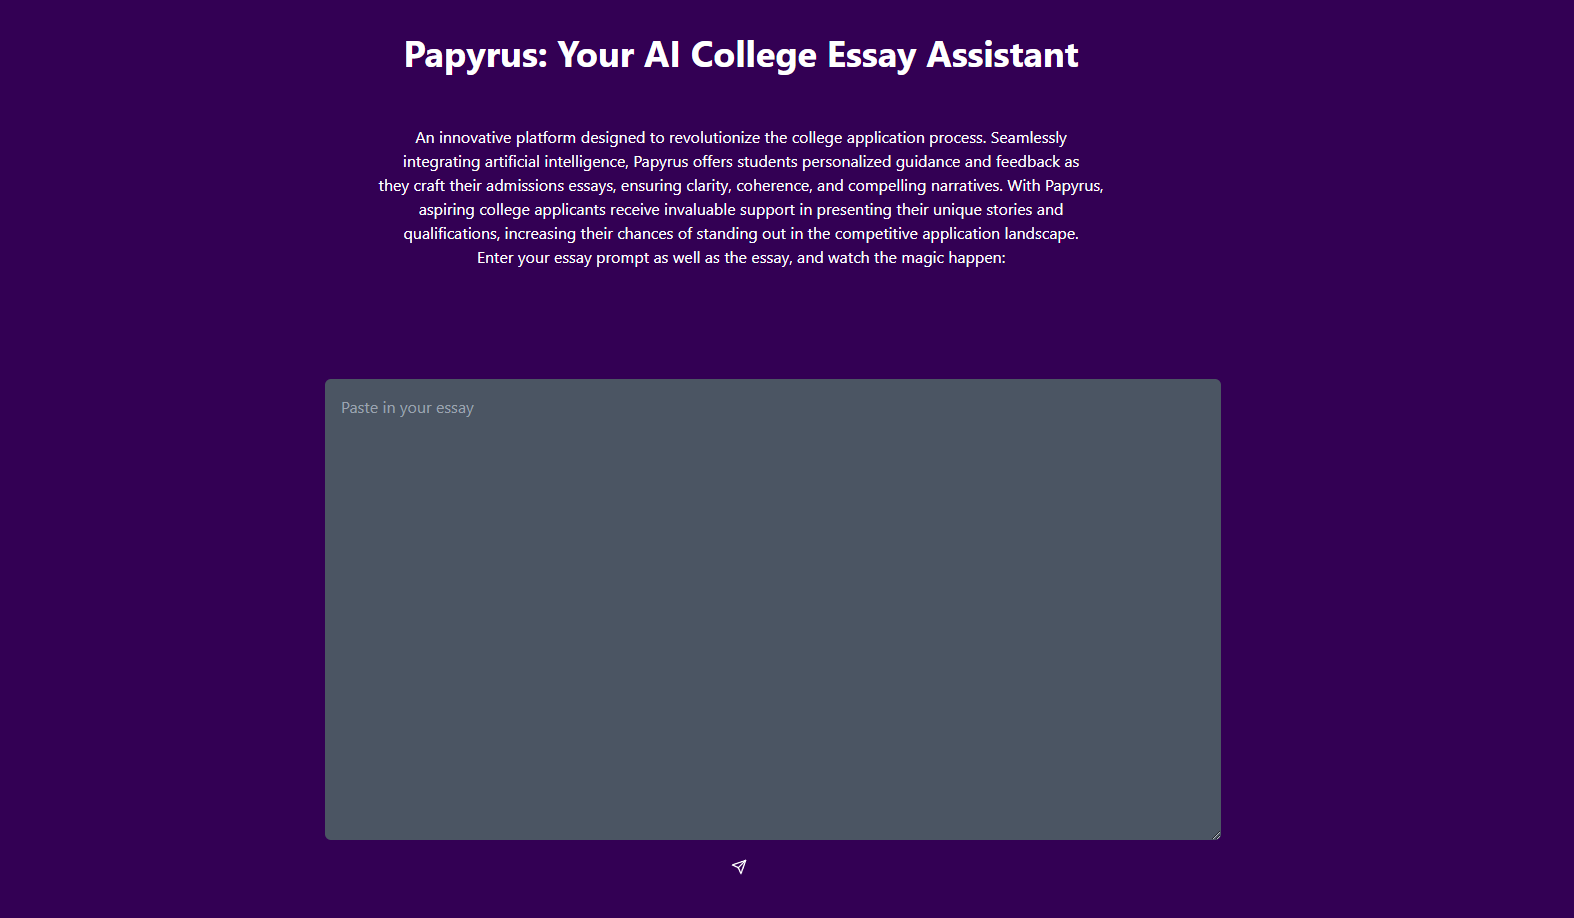 Papyrus: Your AI College Essay Assistant
An innovative platform designed to revolutionize the college application process. Seamlessly
integrating artificial intelligence, Papyrus offers students personalized guidance and feedback as
they craft their admissions essays, ensuring clarity, coherence, and compelling narratives. With Papyrus,
aspiring college applicants receive invaluable support in presenting their unique stories and
qualifications, increasing their chances of standing out in the competitive application landscape.
Enter your essay prompt as well as the essay, and watch the magic happen:
Paste in your essay